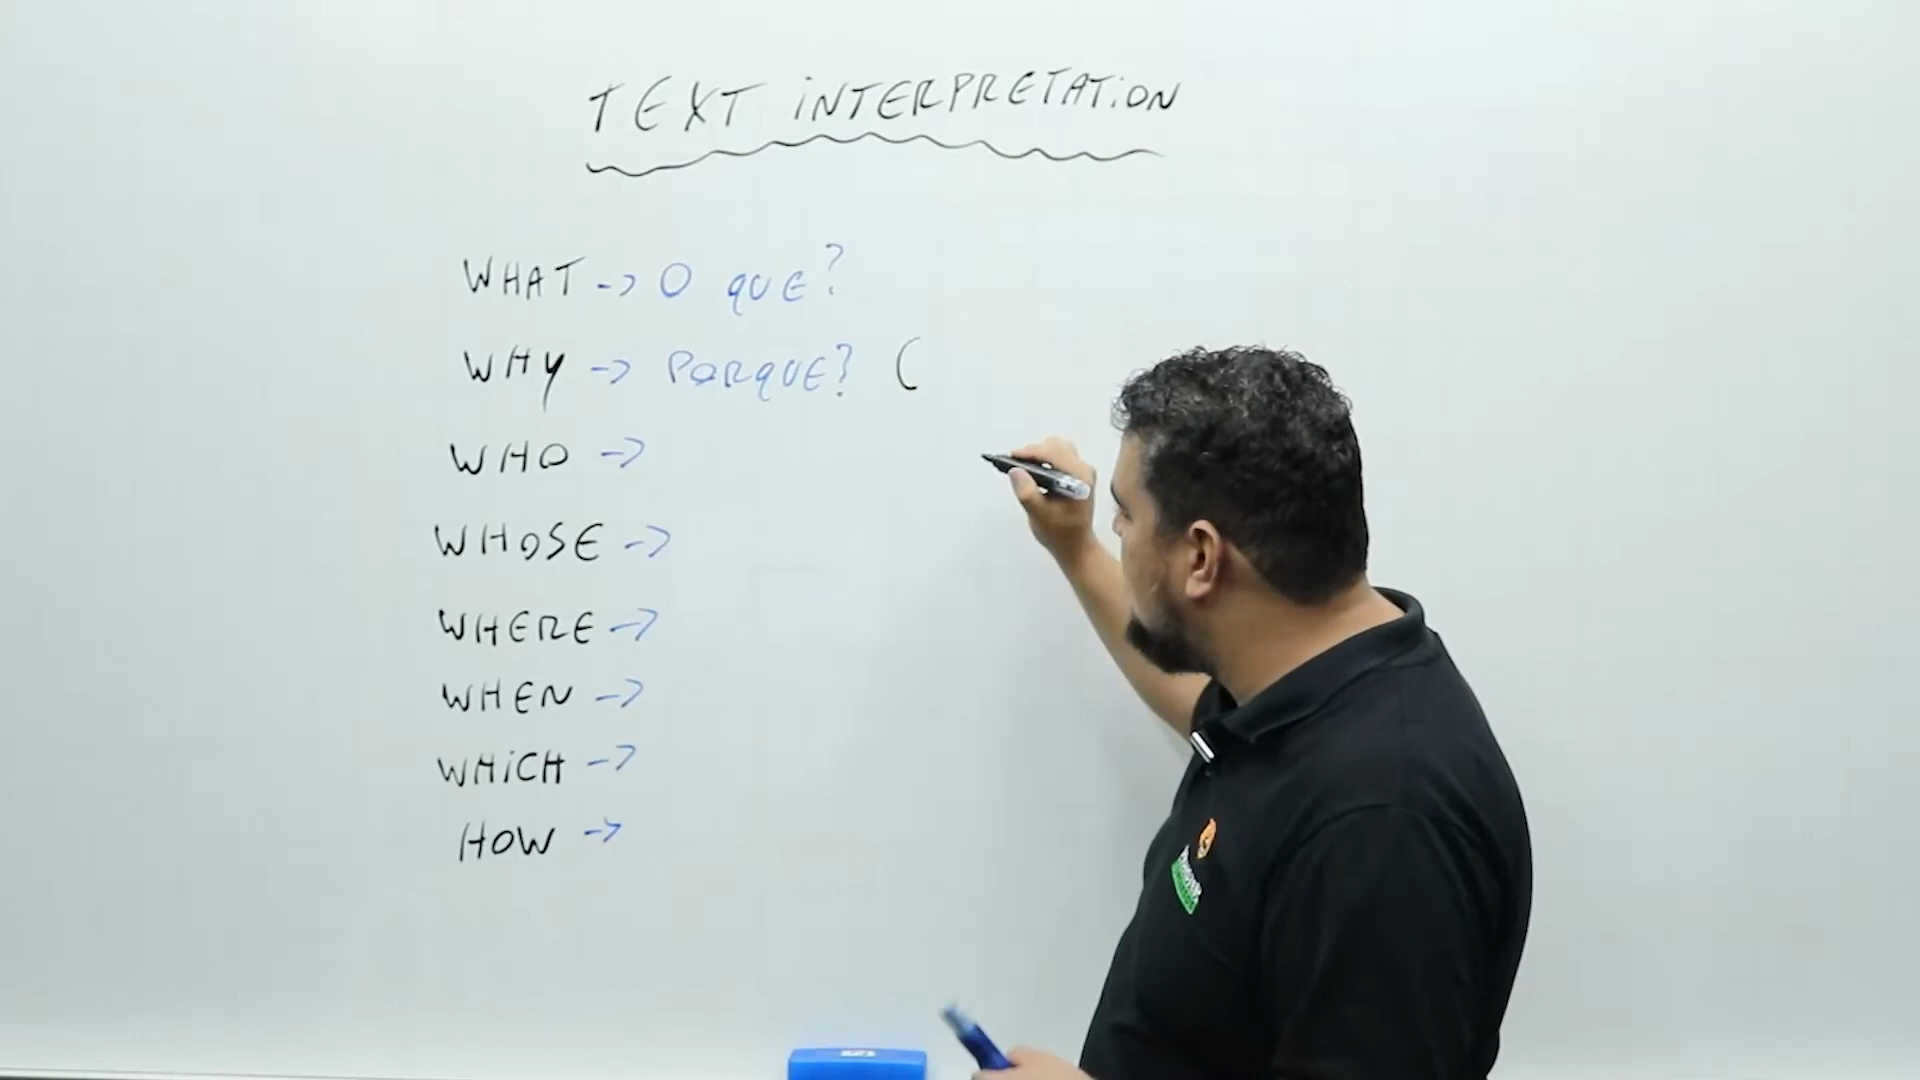 TEXT INTERPRETATION
WHAT -> O QUE?
WHY -> PORQUE? (
WHO ->
WHOSE ->
WHERE ->
WHEN ->
WHICH ->
HOW ->